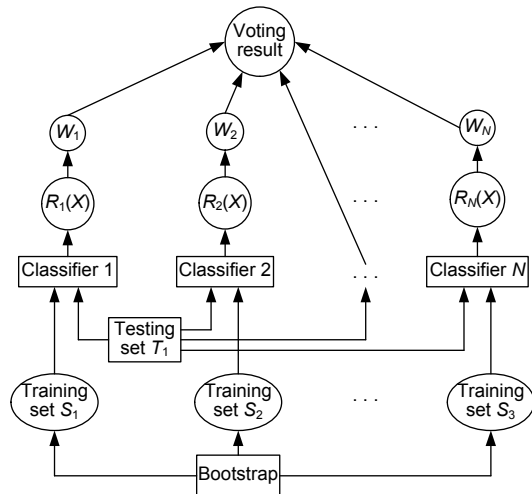 Voting
result
W1
W2
. . .
WN
R1(X)
R2(X)
. . .
RN(X)
Classifier 1
Classifier 2
. . .
Classifier N
Testing
set T1
Training
set S1
Training
set S2
. . .
Training
set S3
Bootstrap